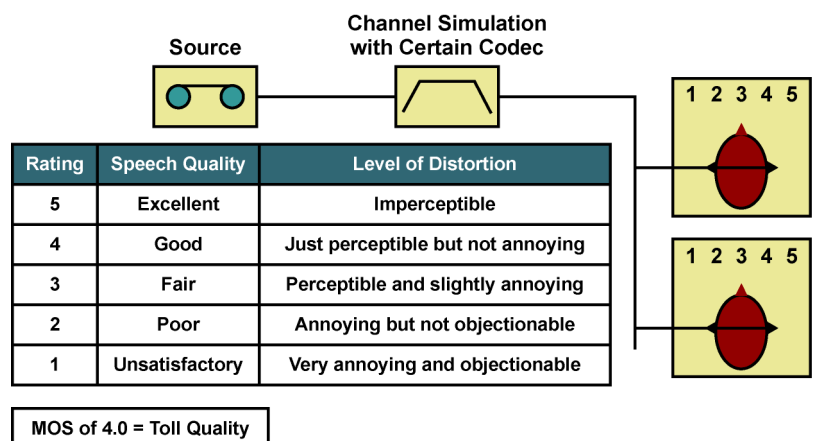 Channel Simulation
Source with Certain Codec
1 2 3 4 5
Rating Speech Quality Level of Distortion
5 Excellent Imperceptible
4 Good Just perceptible but not annoying
3 Fair Perceptible and slightly annoying
2 Poor Annoying but not objectionable
1 Unsatisfactory Very annoying and objectionable
1 2 3 4 5
MOS of 4.0 = Toll Quality